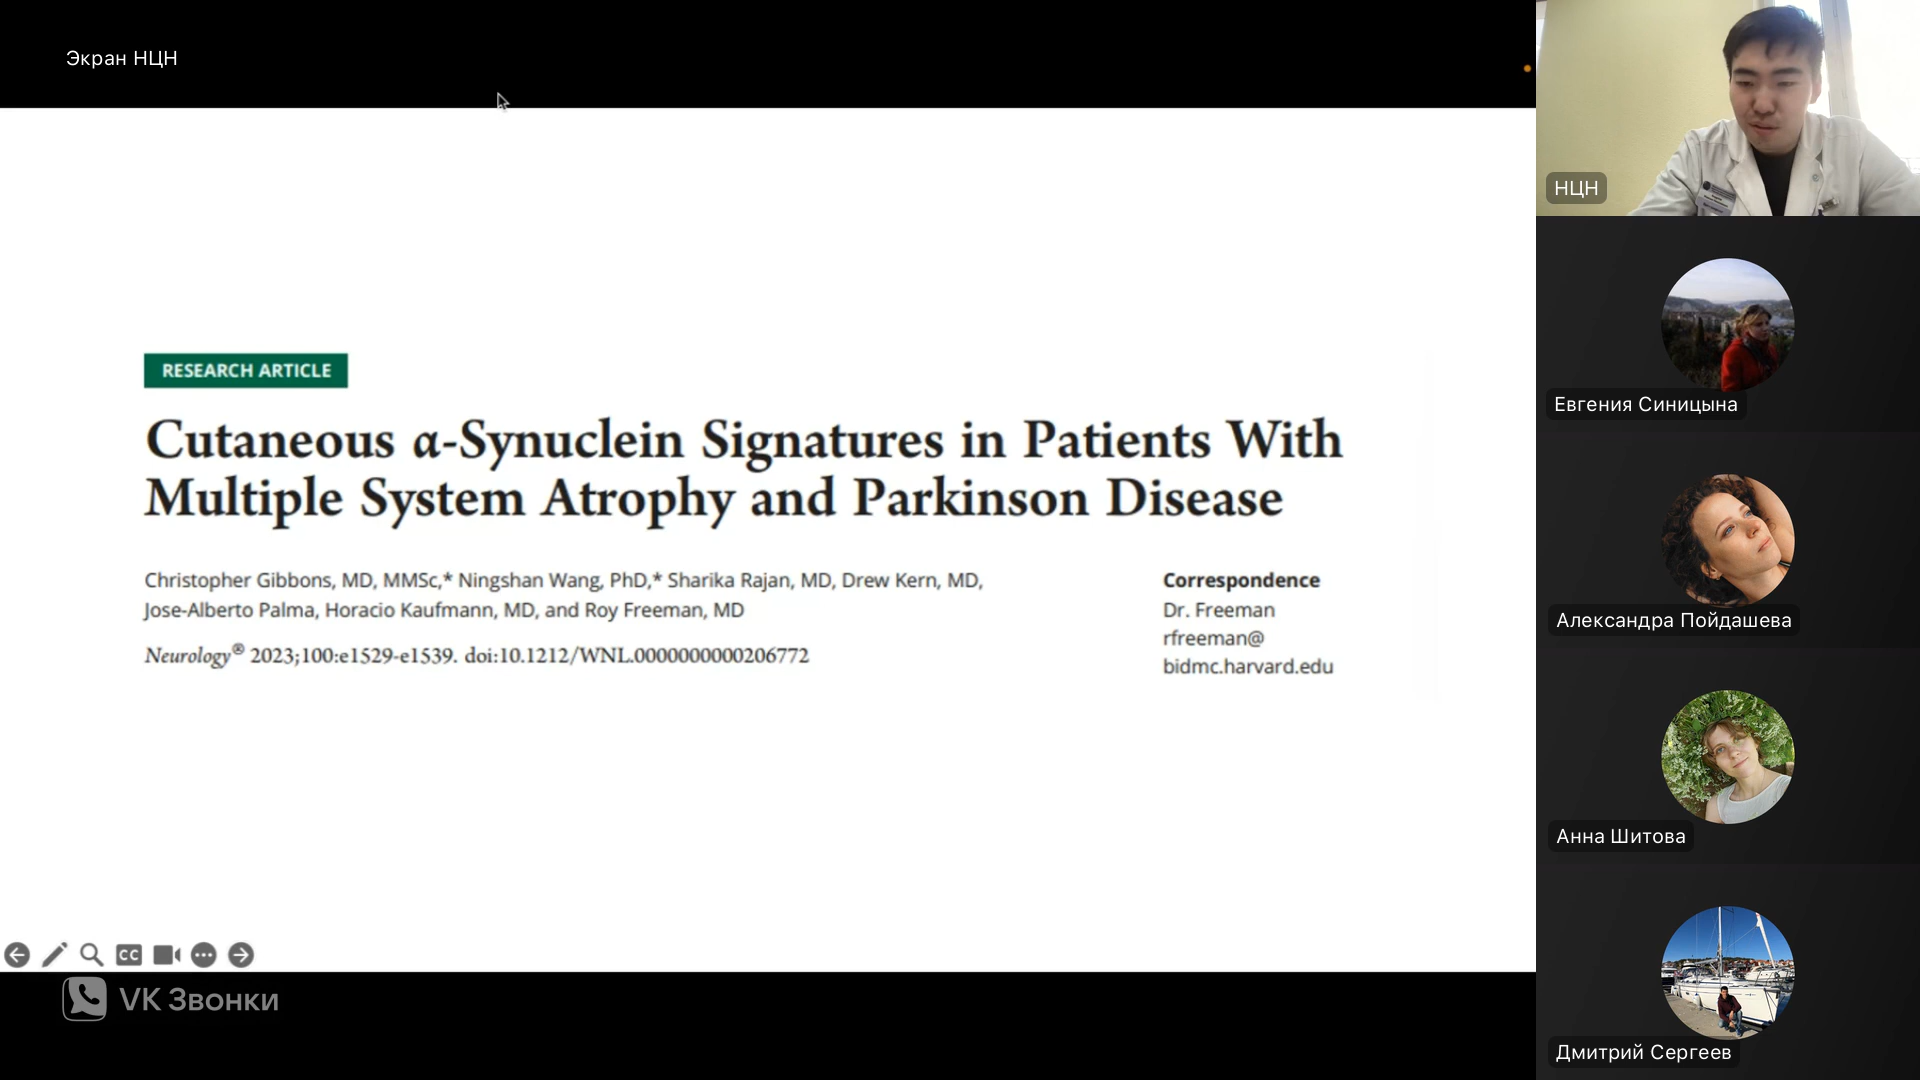 Экран НЦН
RESEARCH ARTICLE
Cutaneous α-Synuclein Signatures in Patients With
Multiple System Atrophy and Parkinson Disease
Christopher Gibbons, MD, MMSc,* Ningshan Wang, PhD,* Sharika Rajan, MD, Drew Kern, MD,
Jose-Alberto Palma, Horacio Kaufmann, MD, and Roy Freeman, MD
Neurology® 2023;100:e1529-e1539. doi:10.1212/WNL.0000000000206772
Correspondence
Dr. Freeman
rfreeman@
bidmc.harvard.edu
CC
VK Звонки
НЦН
Евгения Синицына
Александра Пойдашева
Анна Шитова
Дмитрий Сергеев